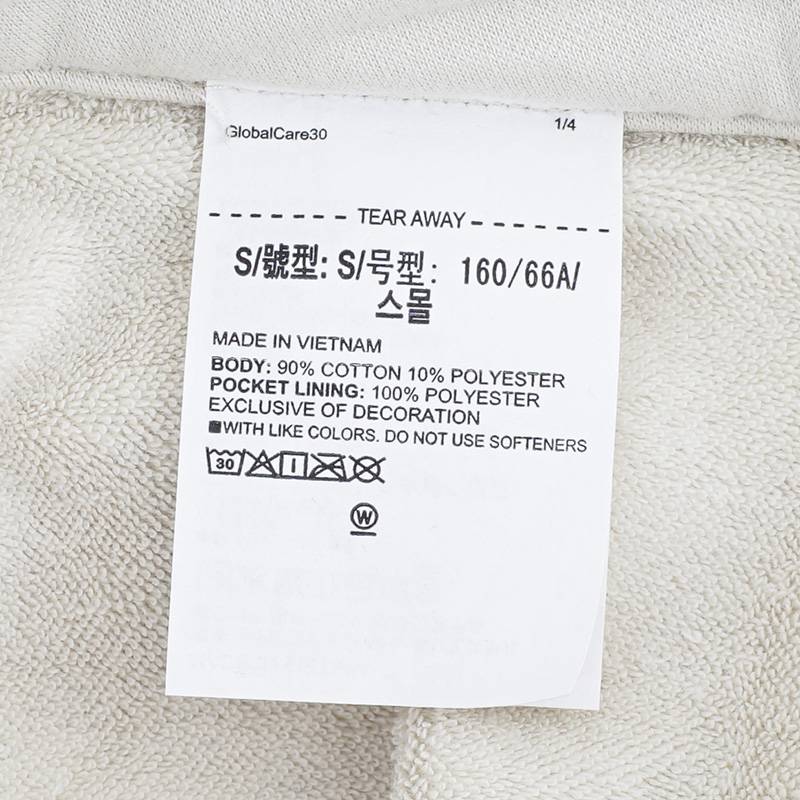 GlobalCare30
1/4
TEAR AWAY
S/號型: S/号型: 160/66A/
스몰
MADE IN VIETNAM
BODY: 90% COTTON 10% POLYESTER
POCKET LINING: 100% POLYESTER
EXCLUSIVE OF DECORATION
■WITH LIKE COLORS. DO NOT USE SOFTENERS
30
W